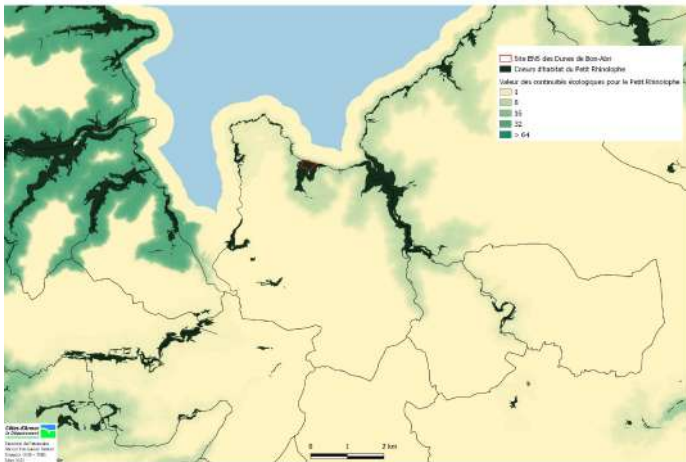 Site ENS des Dunes de Bon-Abri
Cœurs d'habitat du Petit Rhinolophe
Valeur des continuités écologiques pour le Petit Rhinolophe
1
8
16
32
> 64
Côtes d'Armor
le Département
0 1 2 km